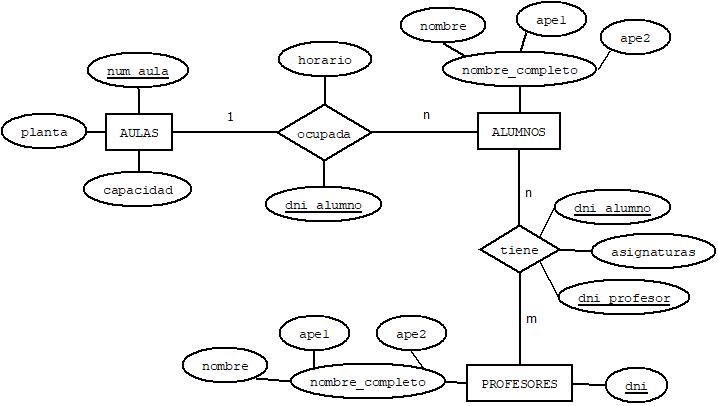 nombre
ape1
ape2
horario
nombre_completo
num_aula
1
n
planta
AULAS
ocupada
ALUMNOS
capacidad
dni_alumno
n
dni_alumno
tiene
asignaturas
dni_profesor
m
ape1
ape2
nombre
nombre_completo
PROFESORES
dni